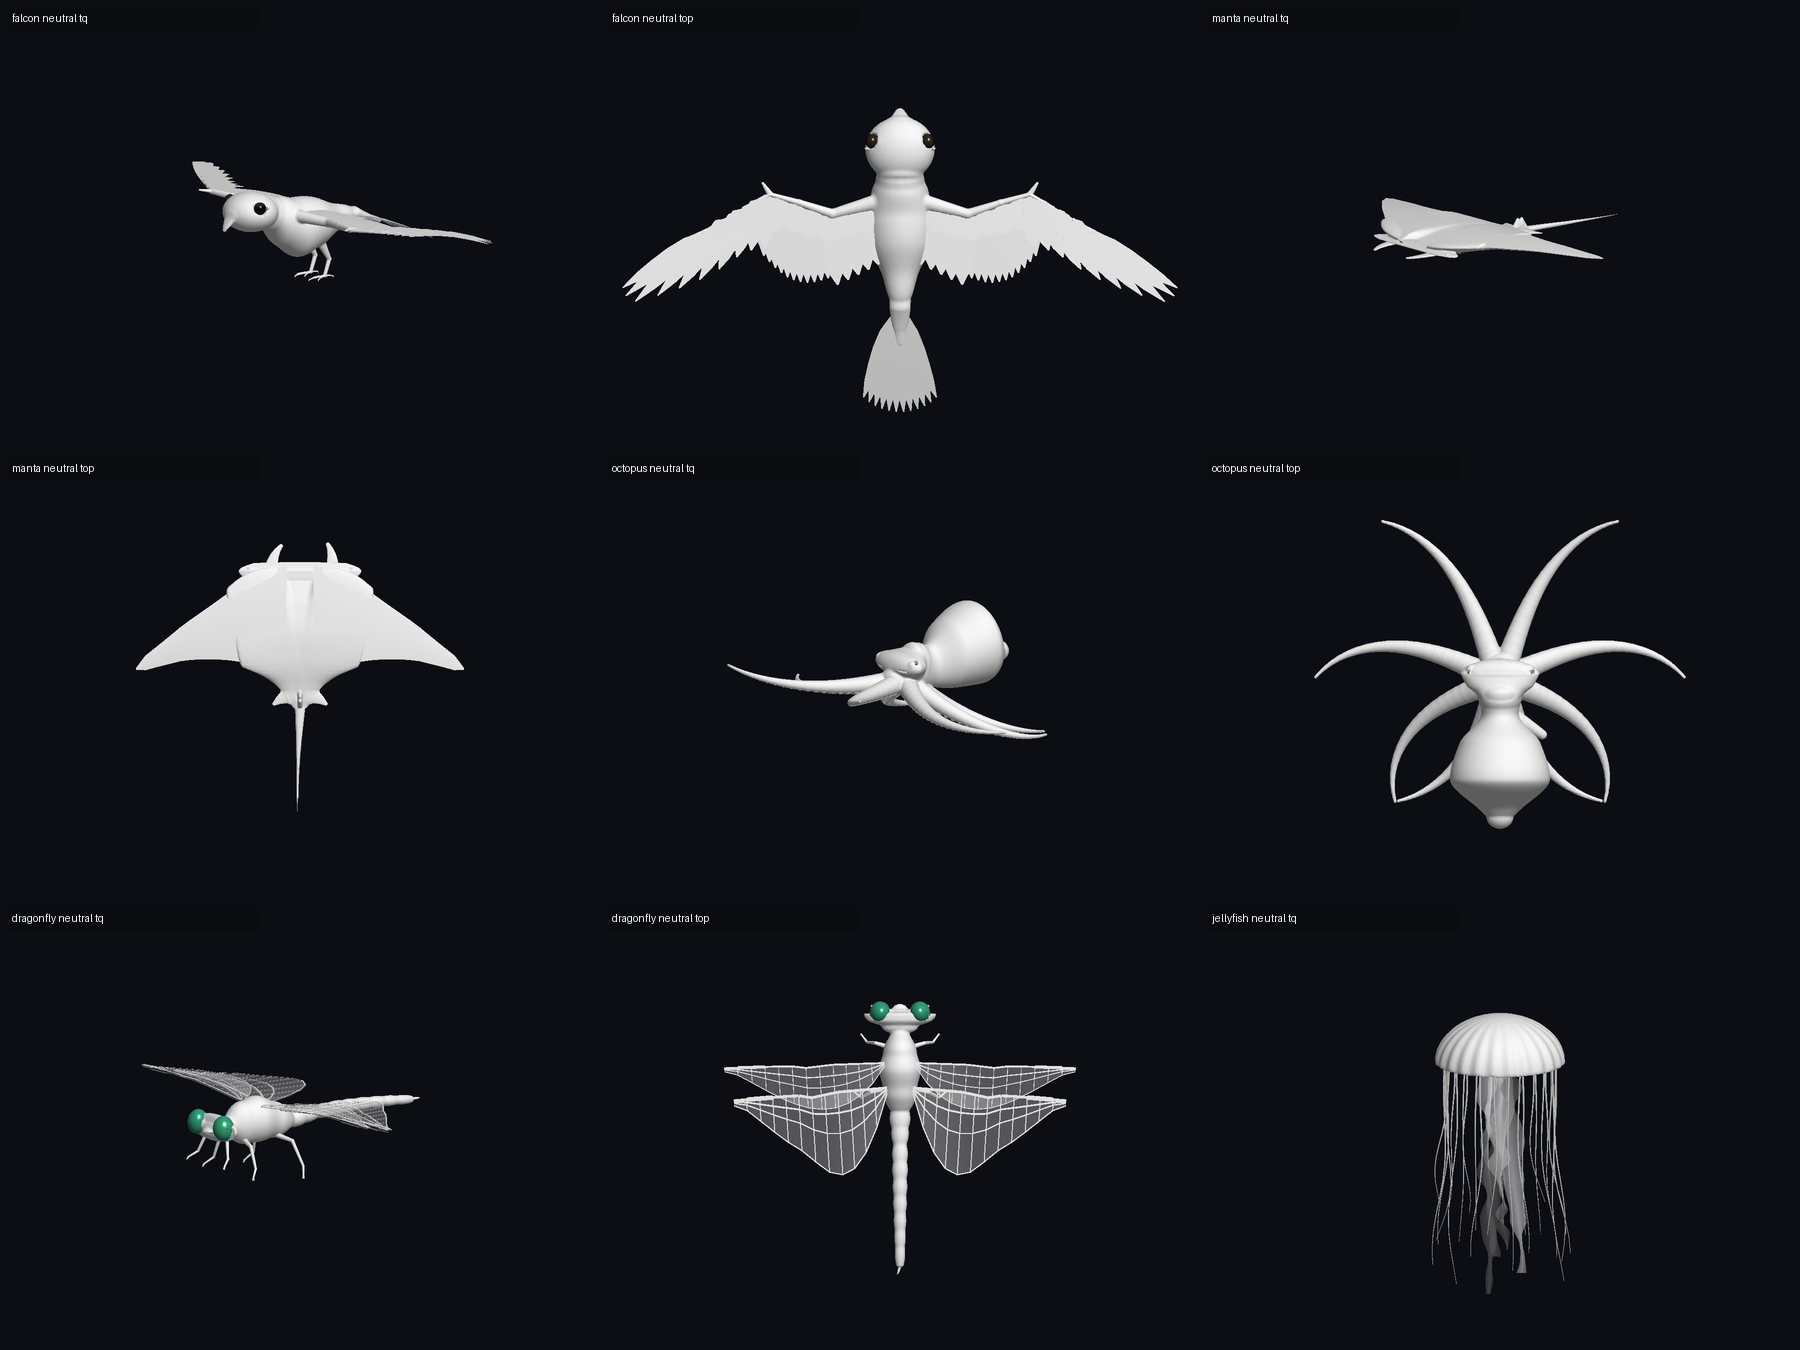 falcon neutral tq
falcon neutral top
manta neutral tq
manta neutral top
octopus neutral tq
octopus neutral top
dragonfly neutral tq
dragonfly neutral top
jellyfish neutral tq